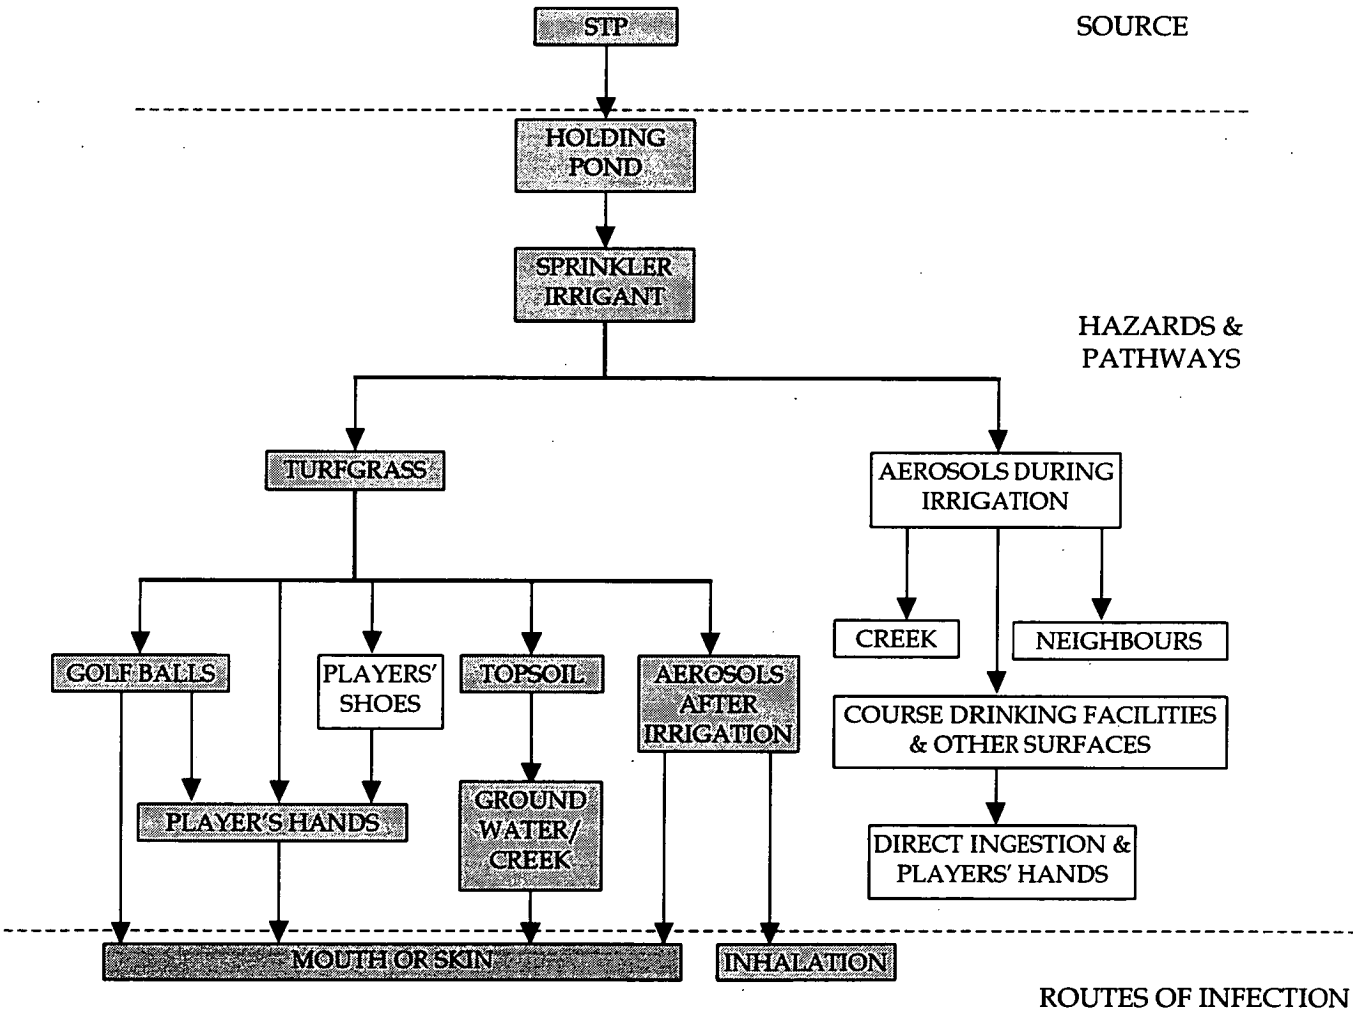 STP
SOURCE
HOLDING
POND
SPRINKLER
IRRIGANT
HAZARDS &
PATHWAYS
TURFGRASS
AEROSOLS DURING
IRRIGATION
CREEK
NEIGHBOURS
GOLF BALLS
PLAYERS'
SHOES
TOPSOIL
AEROSOLS
AFTER
IRRIGATION
COURSE DRINKING FACILITIES
& OTHER SURFACES
PLAYER'S HANDS
GROUND
WATER/
CREEK
DIRECT INGESTION &
PLAYERS' HANDS
MOUTH OR SKIN
INHALATION
ROUTES OF INFECTION